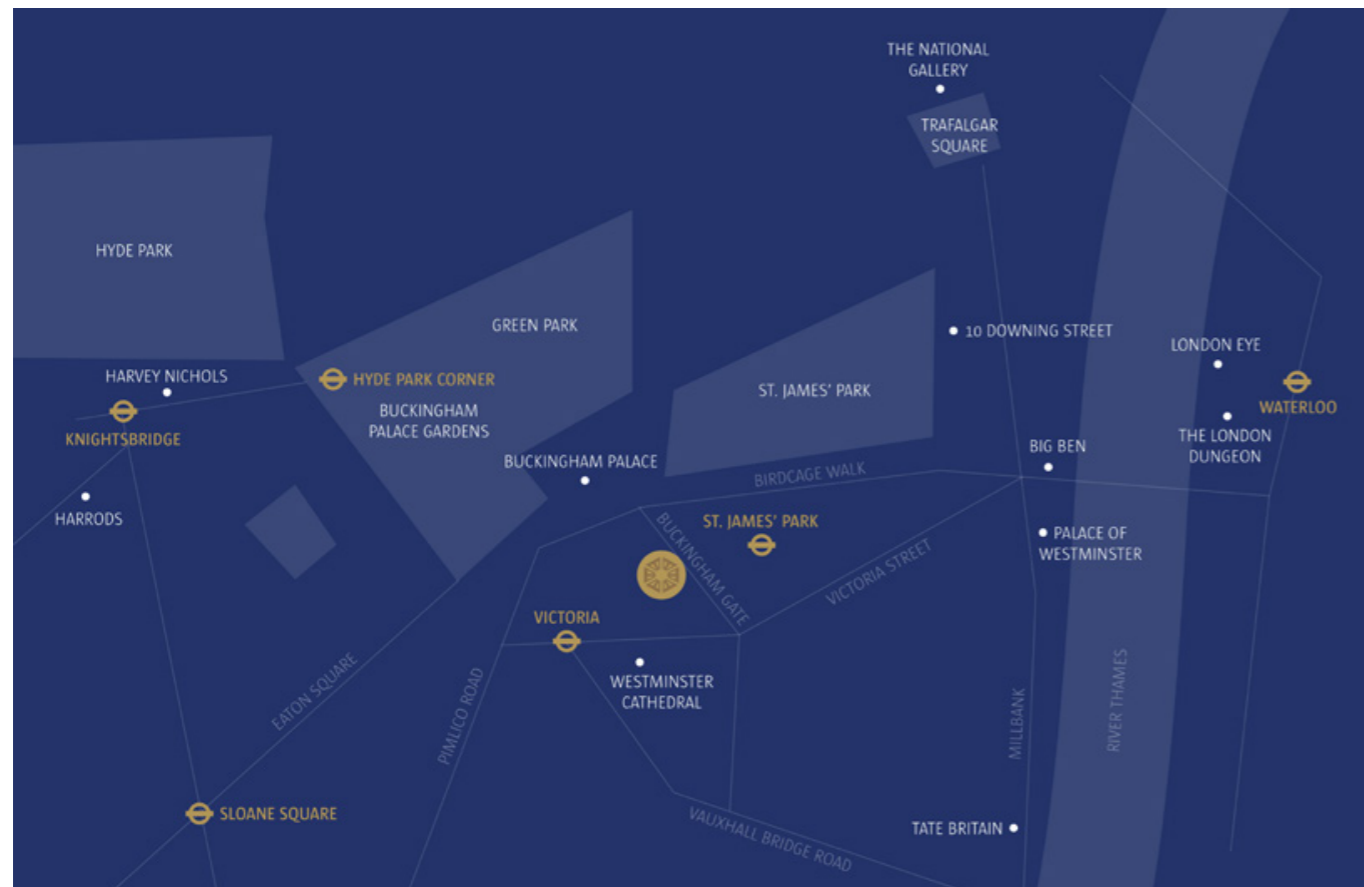 THE NATIONAL
GALLERY
TRAFALGAR
SQUARE
HYDE PARK
GREEN PARK
10 DOWNING STREET
LONDON EYE
HARVEY NICHOLS
HYDE PARK CORNER
ST. JAMES' PARK
WATERLOO
BUCKINGHAM
PALACE GARDENS
KNIGHTSBRIDGE
THE LONDON
DUNGEON
BIG BEN
BUCKINGHAM PALACE
BIRDCAGE WALK
HARRODS
ST. JAMES' PARK
BUCKINGHAM GATE
PALACE OF
WESTMINSTER
VICTORIA STREET
VICTORIA
WESTMINSTER
CATHEDRAL
EATON SQUARE
PIMLICO ROAD
MILLBANK
RIVER THAMES
SLOANE SQUARE
VAUXHALL BRIDGE ROAD
TATE BRITAIN